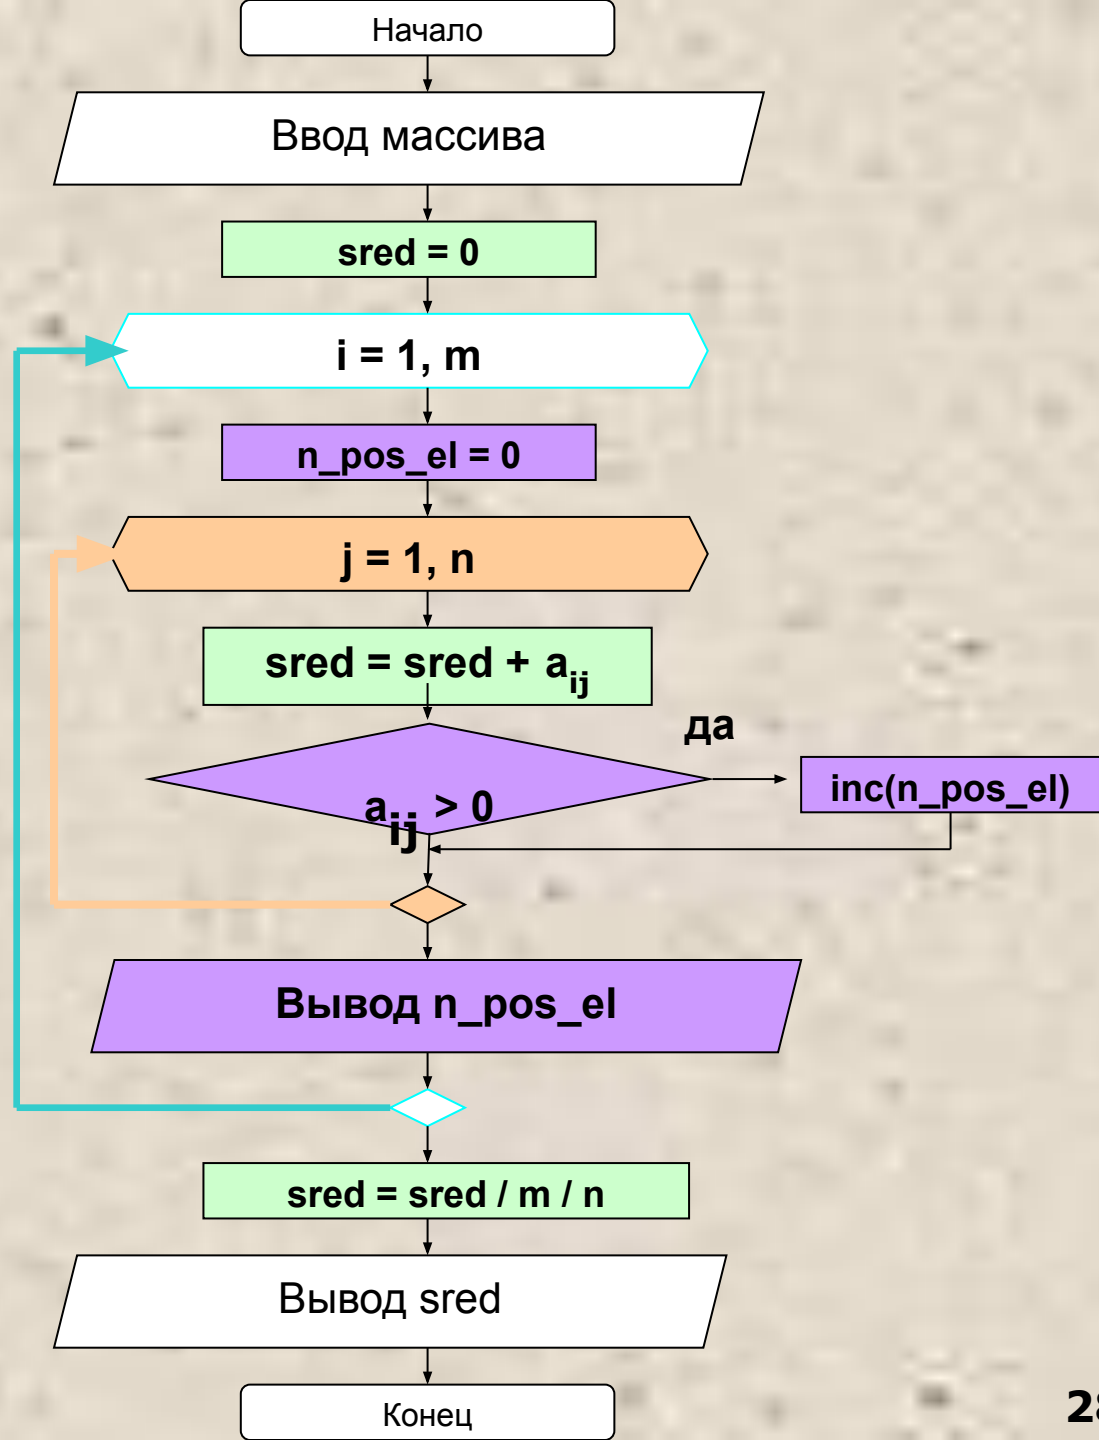 Начало
Ввод массива
sred = 0
i = 1, m
n_pos_el = 0
j = 1, n
sred = sred + aij
да
aij > 0
inc(n_pos_el)
Вывод n_pos_el
sred = sred / m / n
Вывод sred
Конец